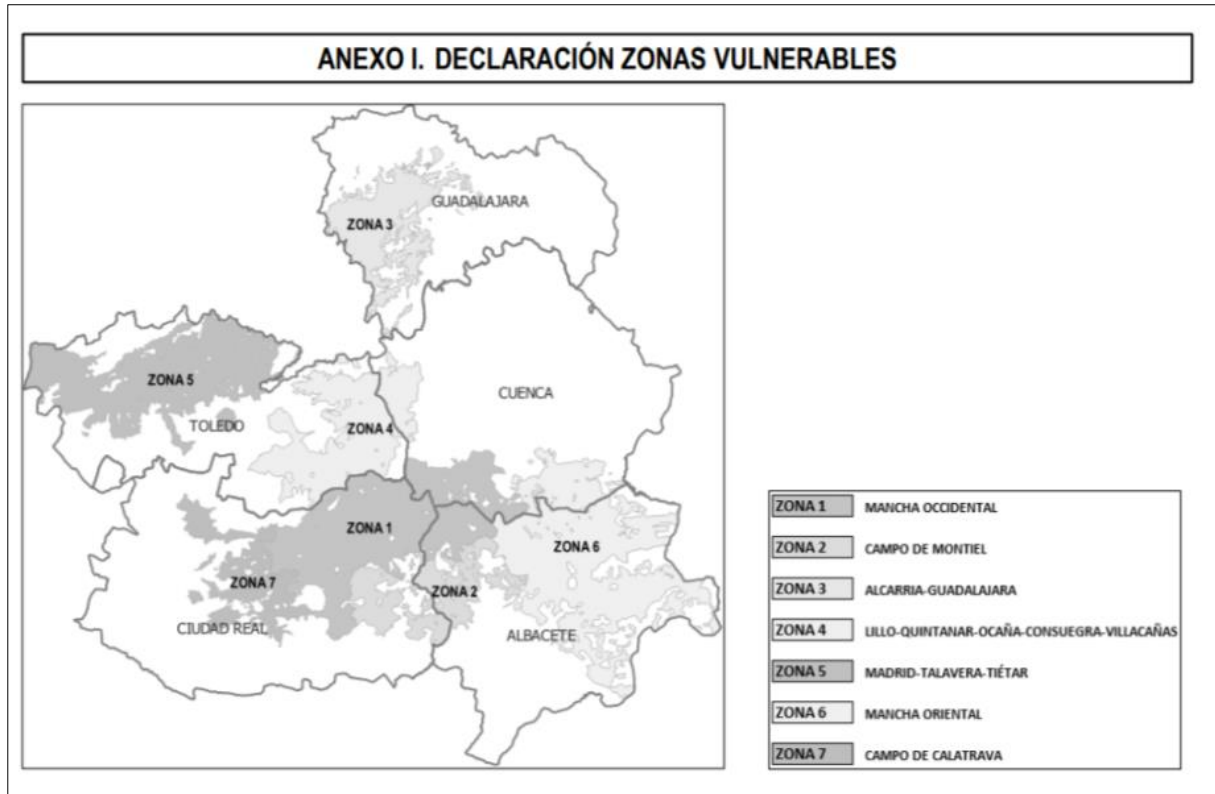 ANEXO I. DECLARACIÓN ZONAS VULNERABLES
GUADALAJARA
ZONA 3
ZONA 5
CUENCA
TOLEDO
ZONA 4
ZONA 1
ZONA 6
ZONA 7
ZONA 2
CIUDAD REAL
ALBACETE
ZONA 1 MANCHA OCCIDENTAL
ZONA 2 CAMPO DE MONTIEL
ZONA 3 ALCARRIA-GUADALAJARA
ZONA 4 LILLO-QUINTANAR-OCAÑA-CONSUEGRA-VILLACAÑAS
ZONA 5 MADRID-TALAVERA-TIÉTAR
ZONA 6 MANCHA ORIENTAL
ZONA 7 CAMPO DE CALATRAVA